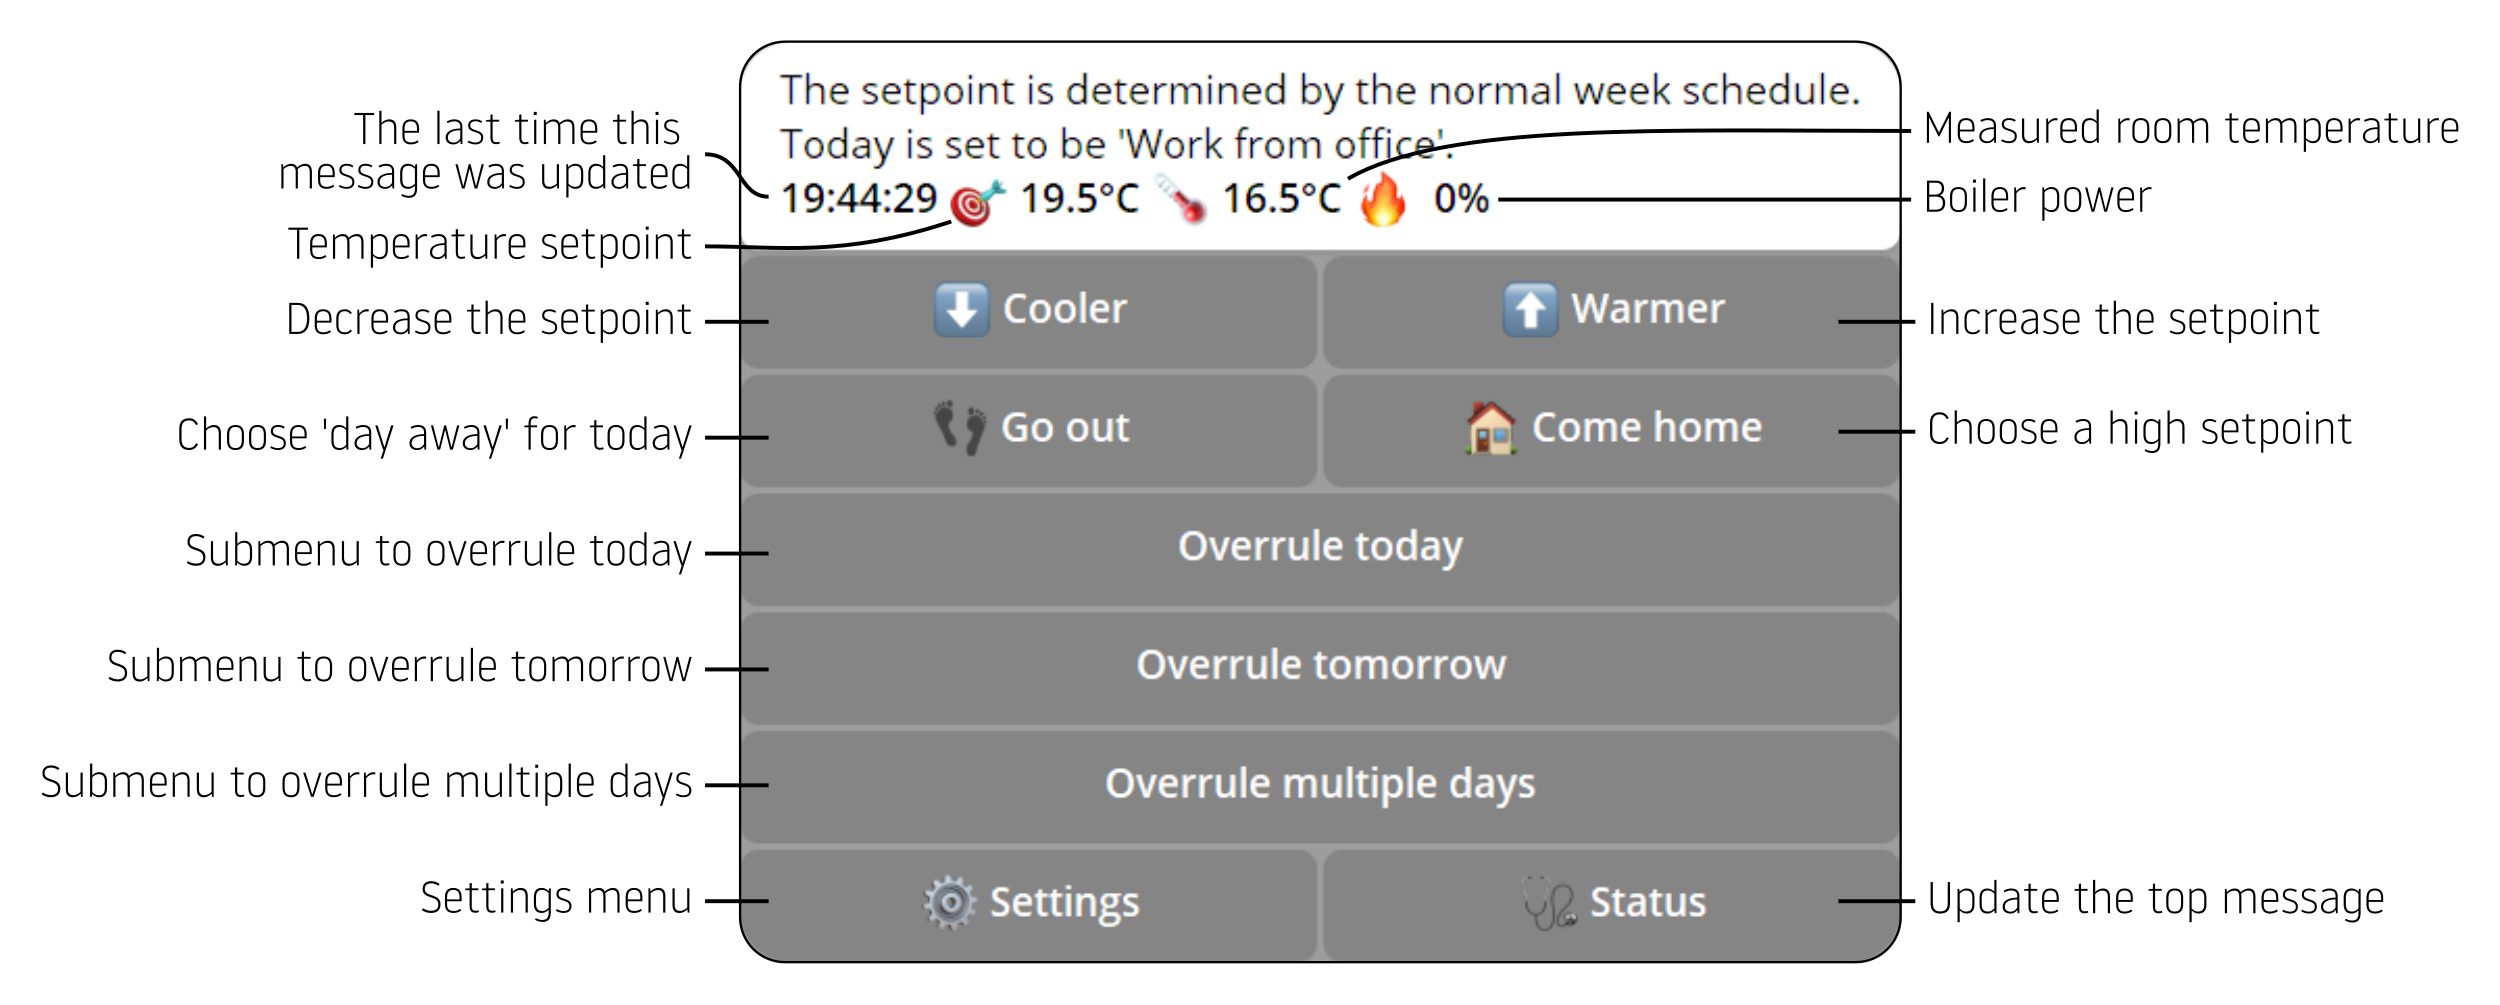 The setpoint is determined by the normal week schedule.
Today is set to be 'Work from office'.
19:44:29 🎯 19.5°C 🌡 16.5°C 🔥 0%
The last time this
message was updated
Temperature setpoint
Measured room temperature
Boiler power
Decrease the setpoint
⬇ Cooler
⬆ Warmer
Increase the setpoint
Choose 'day away' for today
👣 Go out
🏠 Come home
Choose a high setpoint
Submenu to overrule today
Overrule today
Submenu to overrule tomorrow
Overrule tomorrow
Submenu to overrule multiple days
Overrule multiple days
Settings menu
⚙ Settings
🩺 Status
Update the top message